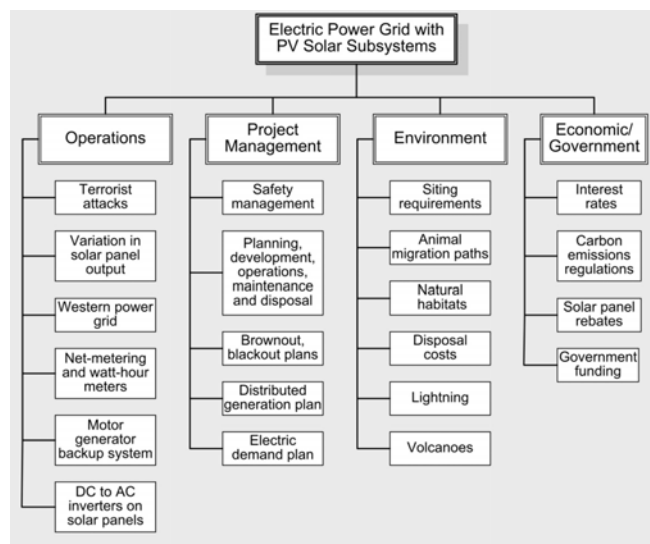 Electric Power Grid with
PV Solar Subsystems
Operations
Terrorist
attacks
Variation in
solar panel
output
Western power
grid
Net-metering
and watt-hour
meters
Motor
generator
backup system
DC to AC
inverters on
solar panels
Project
Management
Safety
management
Planning,
development,
operations,
maintenance
and disposal
Brownout,
blackout plans
Distributed
generation plan
Electric
demand plan
Environment
Siting
requirements
Animal
migration paths
Natural
habitats
Disposal
costs
Lightning
Volcanoes
Economic/
Government
Interest
rates
Carbon
emissions
regulations
Solar panel
rebates
Government
funding